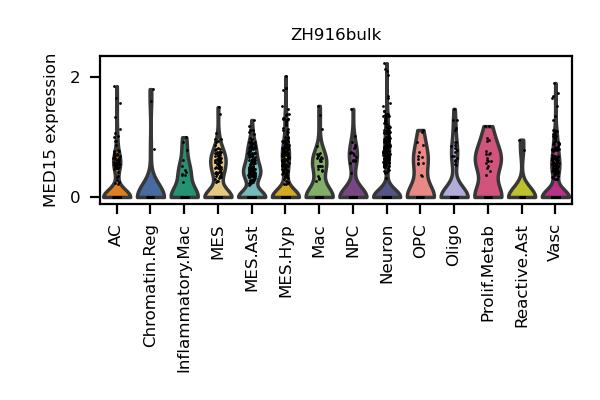 ZH916bulk
MED15 expression
2
0
AC
Chromatin.Reg
Inflammatory.Mac
MES
MES.Ast
MES.Hyp
Mac
NPC
Neuron
OPC
Oligo
Prolif.Metab
Reactive.Ast
Vasc